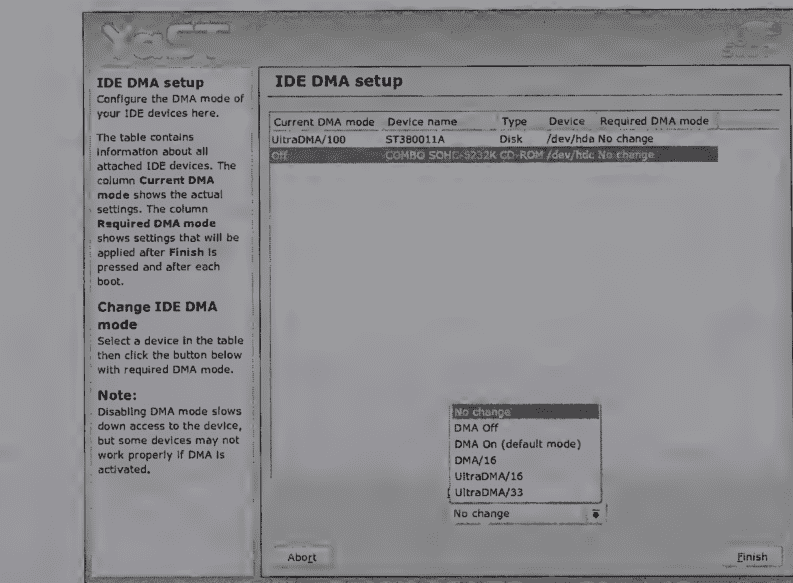 YaST
IDE DMA setup
Configure the DMA mode of
your IDE devices here.
The table contains
information about all
attached IDE devices. The
column Current DMA
mode shows the actual
settings. The column
Required DMA mode
shows settings that will be
applied after Finish is
pressed and after each
boot.
Change IDE DMA
mode
Select a device in the table
then click the button below
with required DMA mode.
Note:
Disabling DMA mode slows
down access to the device,
but some devices may not
work properly if DMA is
activated.
IDE DMA setup
Current DMA mode Device name Type Device Required DMA mode
UltraDMA/100 ST380011A Disk /dev/hda No change
Off COMBO SOHC-5232K CD-ROM /dev/hdc No change
No change
DMA Off
DMA On (default mode)
DMA/16
UltraDMA/16
UltraDMA/33
No change
Abort
Finish